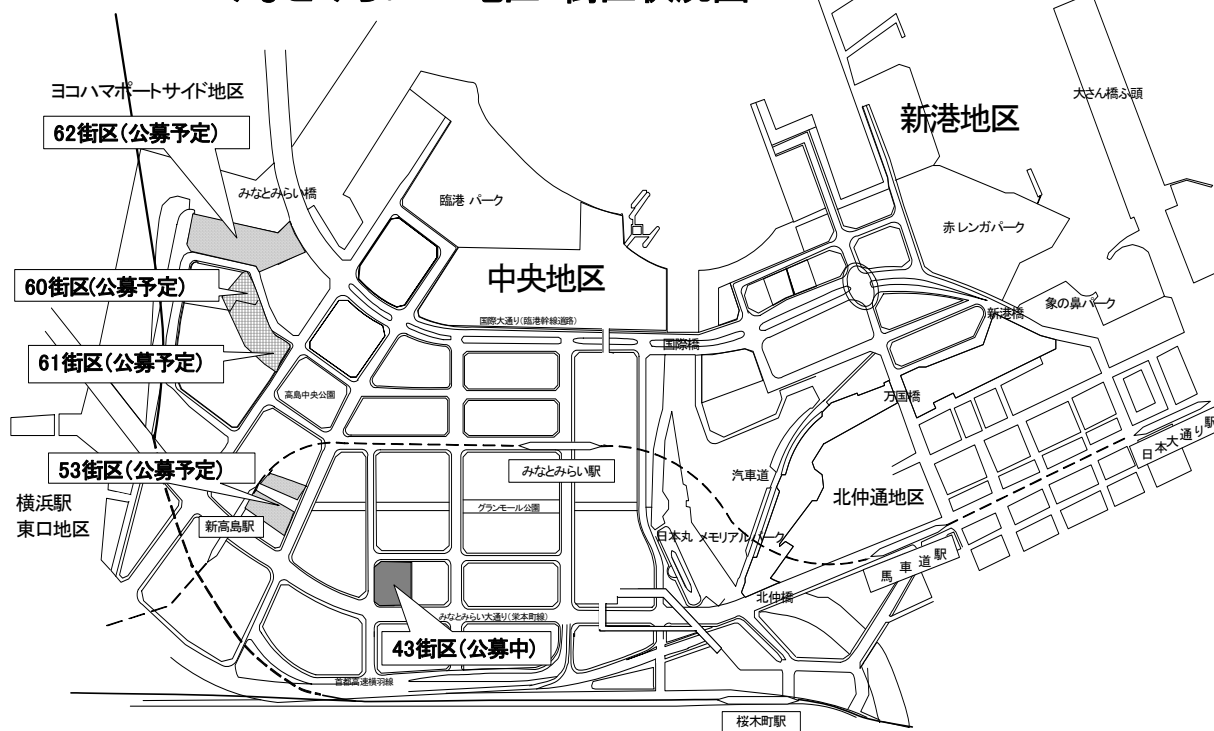 ヨコハマポートサイド地区
62街区(公募予定)
みなとみらい橋
臨港 パーク
新港地区
大さん橋ふ頭
赤レンガパーク
60街区(公募予定)
中央地区
国際大通り(臨港幹線道路)
国際橋
新港橋
象の鼻パーク
61街区(公募予定)
高島中央公園
万国橋
53街区(公募予定)
みなとみらい駅
汽車道
日本大通り駅
横浜駅
東口地区
新高島駅
グランモール公園
北仲通地区
日本丸 メモリアルパーク
馬車道駅
北仲橋
みなとみらい大通り(栄本町線)
43街区(公募中)
首都高速横羽線
桜木町駅